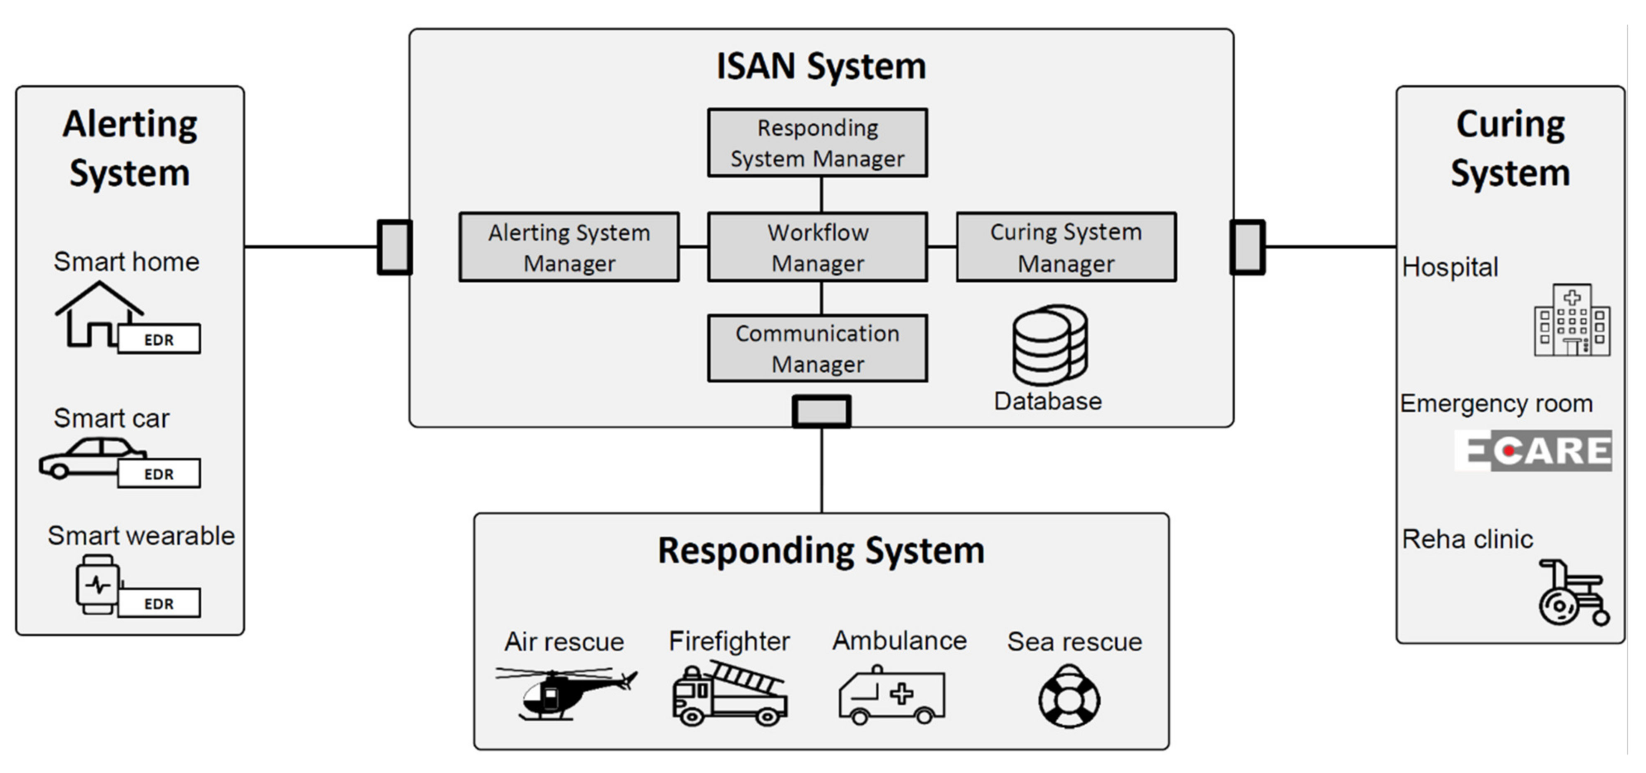 ISAN System
Responding
System Manager
Alerting System
Manager
Workflow
Manager
Curing System
Manager
Communication
Manager
Database
Alerting
System
Smart home
EDR
Smart car
EDR
Smart wearable
EDR
Curing
System
Hospital
Emergency room
ECARE
Reha clinic
Responding System
Air rescue
Firefighter
Ambulance
Sea rescue